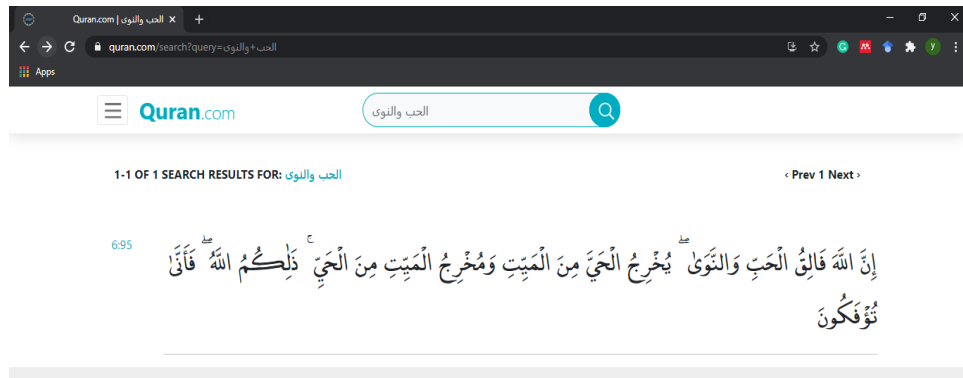 الحب والنوى | Quran.com
quran.com/search?query=الحب+والنوى
Apps
Quran.com
الحب والنوى
1-1 OF 1 SEARCH RESULTS FOR: الحب والنوى
‹ Prev 1 Next ›
6:95
إِنَّ اللَّهَ فَالِقُ الْحَبِّ وَالنَّوَىٰ ۖ يُخْرِجُ الْحَيَّ مِنَ الْمَيِّتِ وَمُخْرِجُ الْمَيِّتِ مِنَ الْحَيِّ ۚ ذَٰلِكُمُ اللَّهُ ۖ فَأَنَّىٰ
تُؤْفَكُونَ